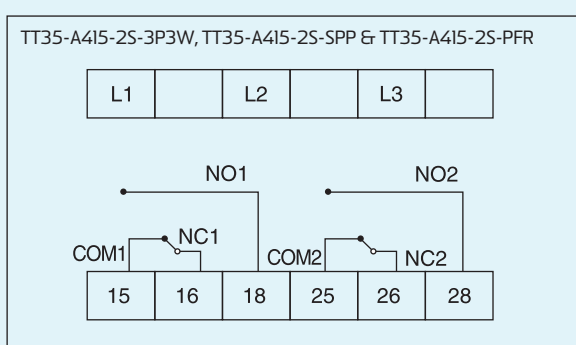 TT35-A415-2S-3P3W, TT35-A415-2S-SPP & TT35-A415-2S-PFR
L1 L2 L3
NO1 NO2
COM1 NC1 COM2 NC2
15 16 18 25 26 28